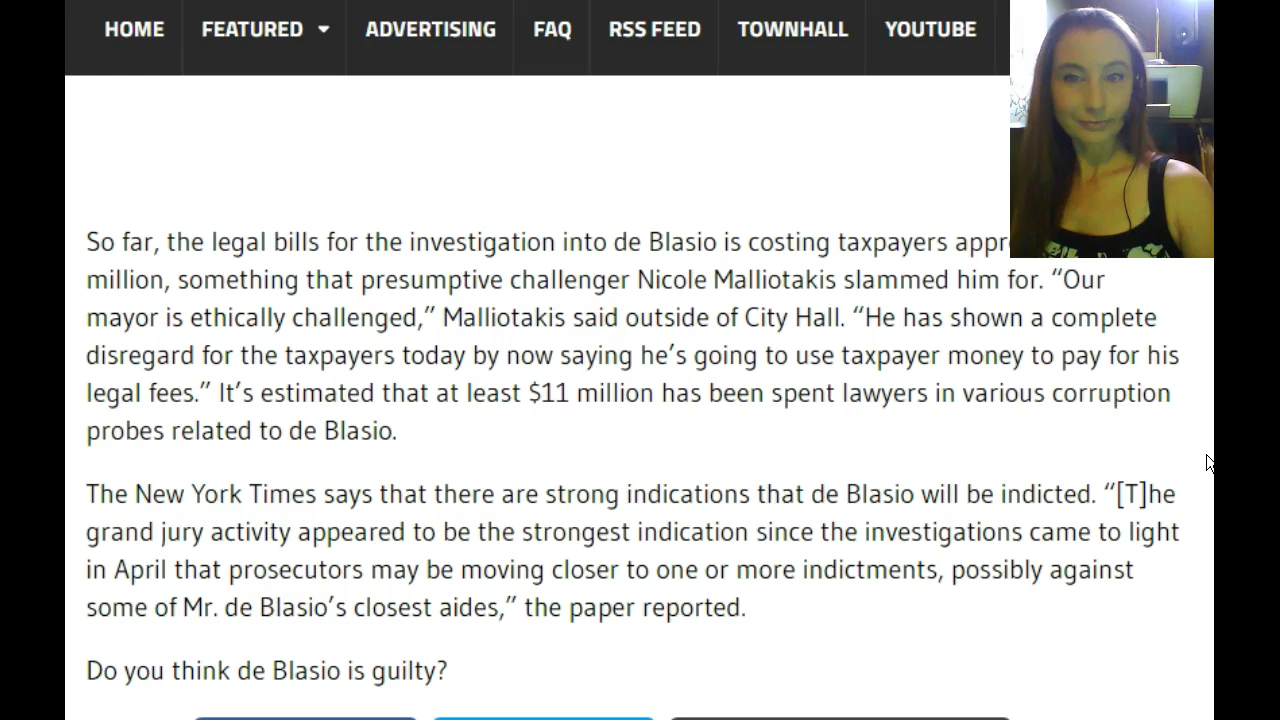 HOME FEATURED ADVERTISING FAQ RSS FEED TOWNHALL YOUTUBE
So far, the legal bills for the investigation into de Blasio is costing taxpayers
million, something that presumptive challenger Nicole Malliotakis slammed him for. “Our
mayor is ethically challenged,” Malliotakis said outside of City Hall. “He has shown a complete
disregard for the taxpayers today by now saying he’s going to use taxpayer money to pay for his
legal fees.” It’s estimated that at least $11 million has been spent lawyers in various corruption
probes related to de Blasio.
The New York Times says that there are strong indications that de Blasio will be indicted. “[T]he
grand jury activity appeared to be the strongest indication since the investigations came to light
in April that prosecutors may be moving closer to one or more indictments, possibly against
some of Mr. de Blasio’s closest aides,” the paper reported.
Do you think de Blasio is guilty?